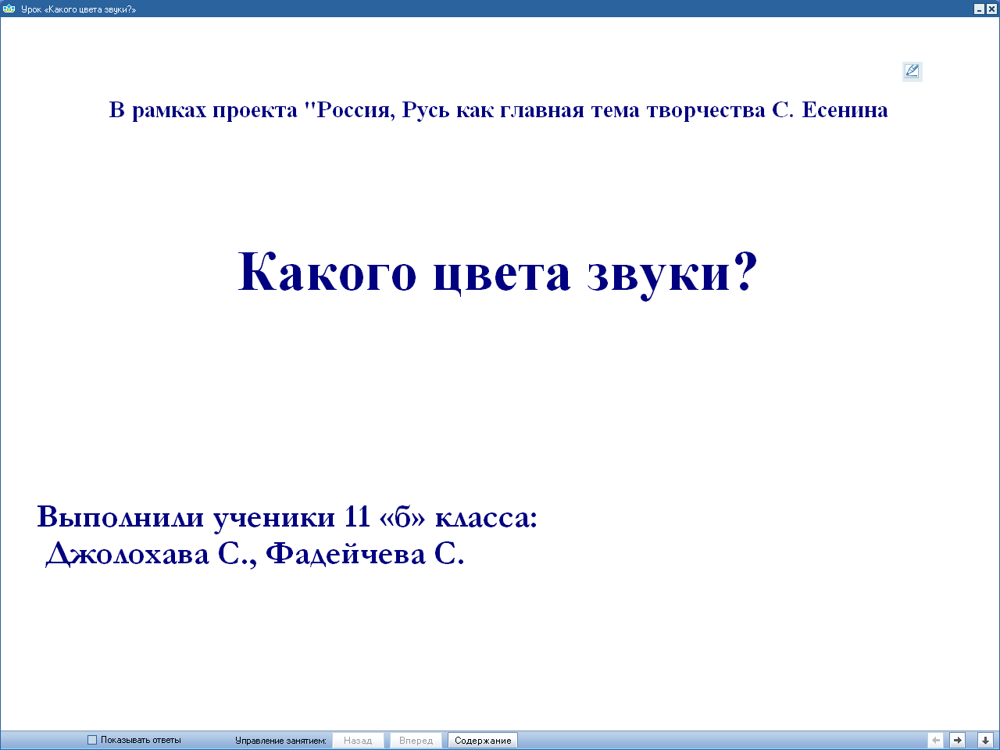 Урок «Какого цвета звуки?»
В рамках проекта "Россия, Русь как главная тема творчества С. Есенина
Какого цвета звуки?
Выполнили ученики 11 «б» класса:
Джолохава С., Фадейчева С.
Показывать ответы
Управление занятием:
Назад
Вперед
Содержание